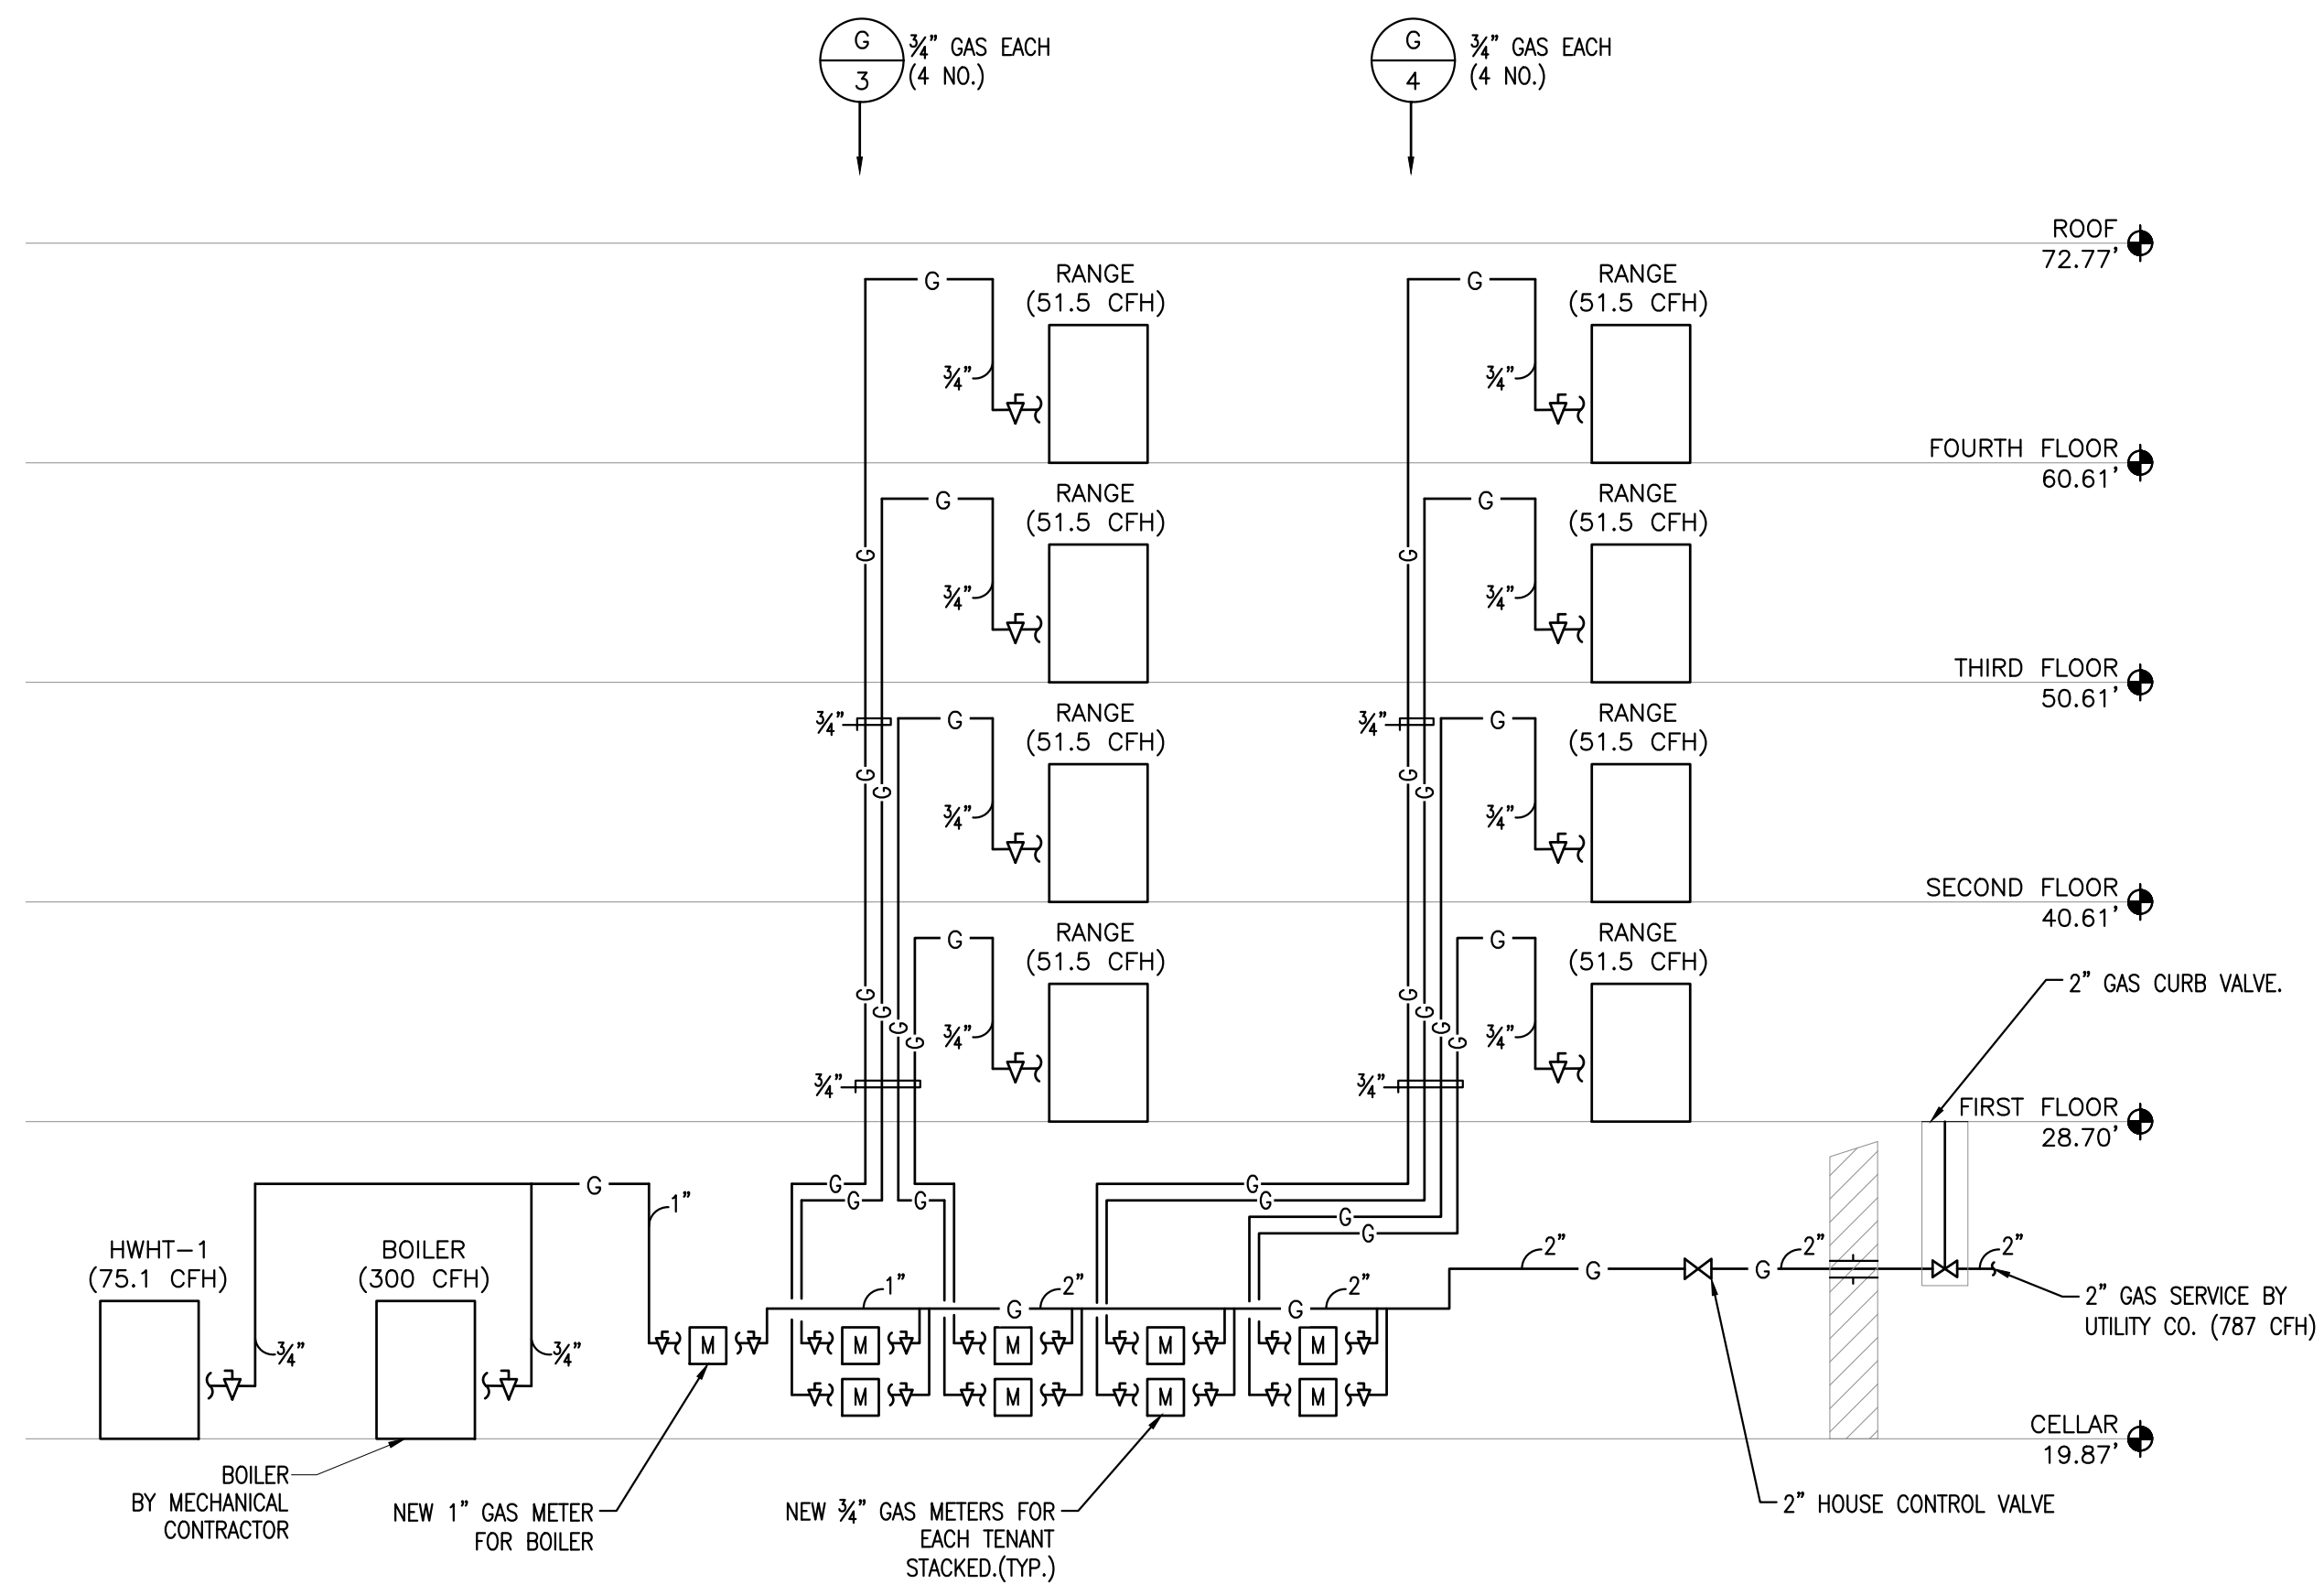 G
3
¾" GAS EACH
(4 NO.)
G
4
¾" GAS EACH
(4 NO.)
ROOF
72.77'
RANGE
(51.5 CFH)
G
¾"
RANGE
(51.5 CFH)
G
¾"
FOURTH FLOOR
60.61'
RANGE
(51.5 CFH)
G
G
¾"
RANGE
(51.5 CFH)
G
G
¾"
THIRD FLOOR
50.61'
RANGE
(51.5 CFH)
G
¾"
G
G
¾"
RANGE
(51.5 CFH)
G
¾"
G
G
¾"
SECOND FLOOR
40.61'
RANGE
(51.5 CFH)
G
G
G
G
G
¾"
¾"
RANGE
(51.5 CFH)
G
G
G
G
G
¾"
¾"
2" GAS CURB VALVE.
FIRST FLOOR
28.70'
G
1"
G
G
G
G
G
G
G
HWHT-1
(75.1 CFH)
¾"
BOILER
(300 CFH)
¾"
1"
G
2"
G
2"
2"
G
G
2"
2"
M
M
M
M
M
M
M
M
M
2" GAS SERVICE BY
UTILITY CO. (787 CFH)
CELLAR
19.87'
BOILER
BY MECHANICAL
CONTRACTOR
NEW 1" GAS METER
FOR BOILER
NEW ¾" GAS METERS FOR
EACH TENANT
STACKED.(TYP.)
2" HOUSE CONTROL VALVE